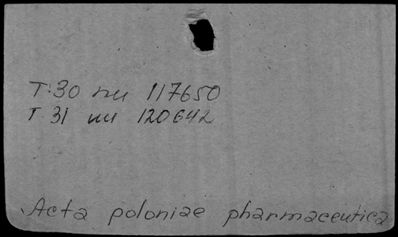 T.30 nu 117650
T 31 nu 120642
Acta poloniae pharmaceutica